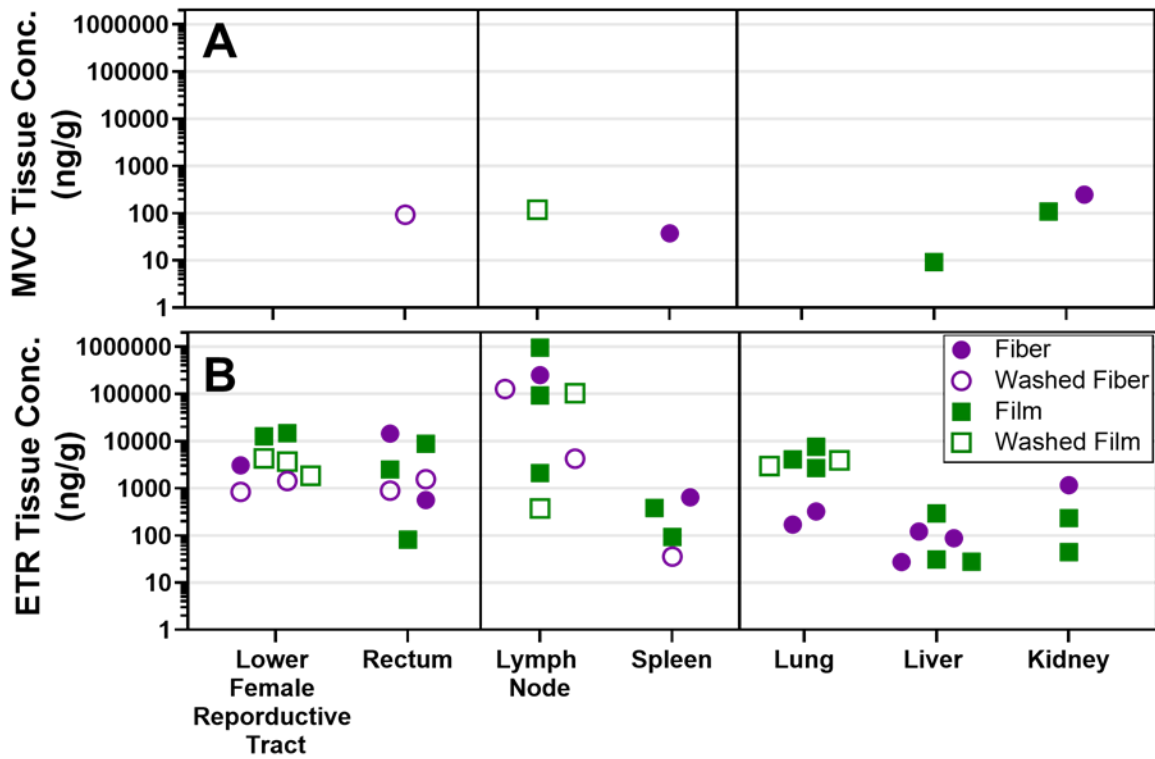 A
MVC Tissue Conc.
(ng/g)
1000000
100000
10000
1000
100
10
1
B
ETR Tissue Conc.
(ng/g)
1000000
100000
10000
1000
100
10
1
Fiber
Washed Fiber
Film
Washed Film
Lower
Female
Reporductive
Tract
Rectum
Lymph
Node
Spleen
Lung
Liver
Kidney